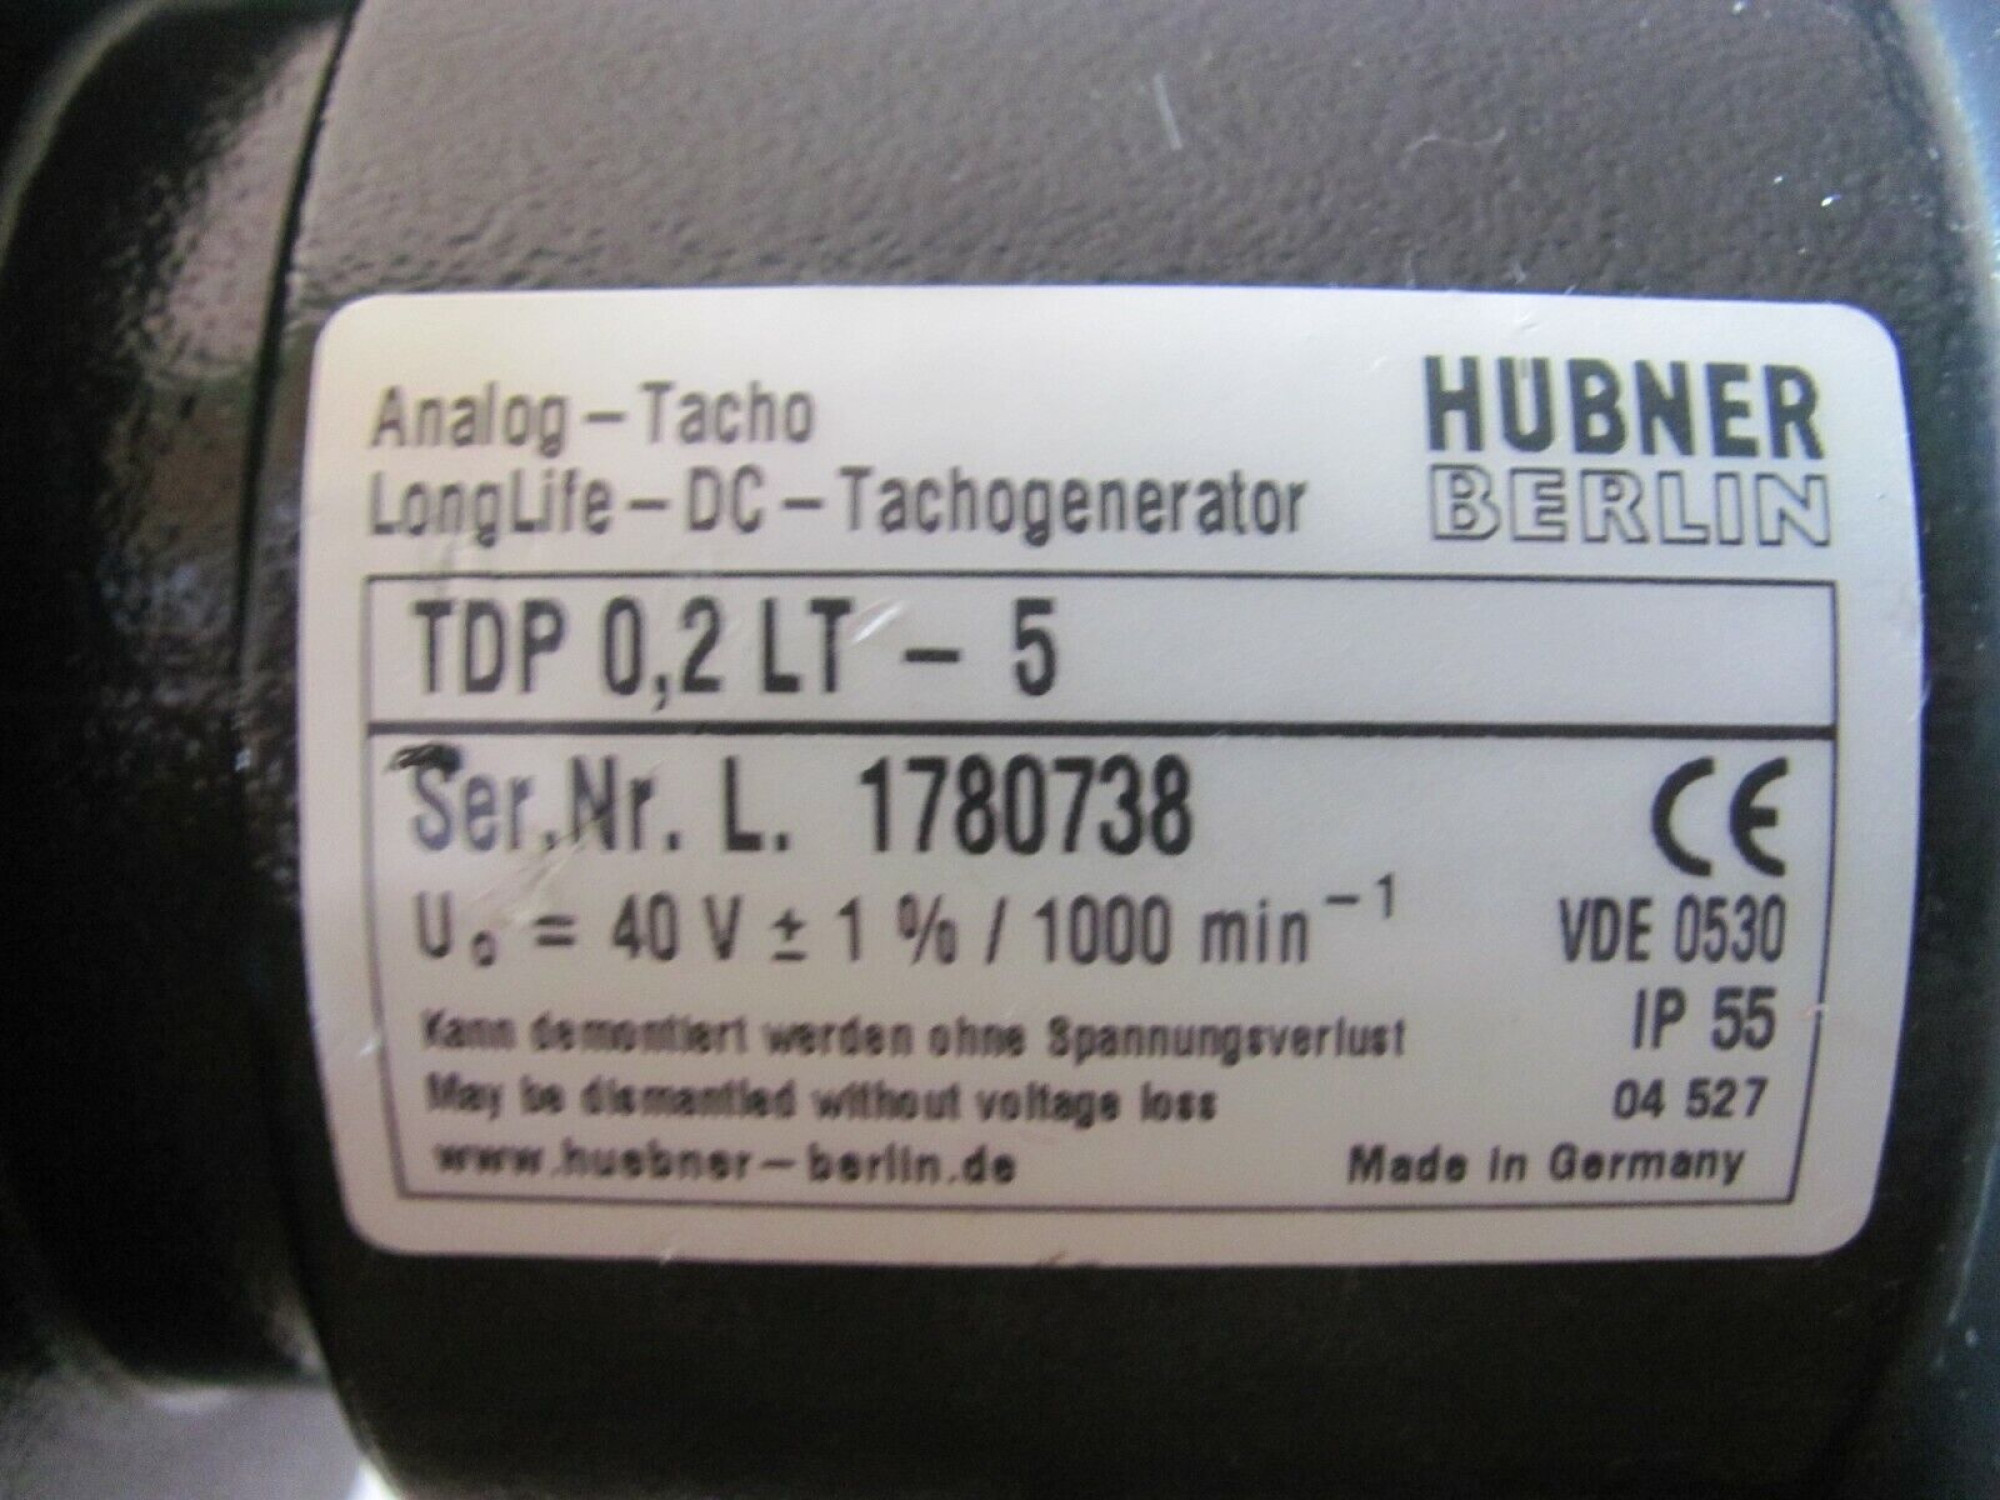 Analog – Tacho
LongLife – DC – Tachogenerator
HÜBNER
BERLIN
TDP 0,2 LT – 5
Ser.Nr. L. 1780738
CE
U₀ = 40 V ± 1 % / 1000 min⁻¹
VDE 0530
IP 55
Kann demontiert werden ohne Spannungsverlust
May be dismantled without voltage loss
04 527
www.huebner–berlin.de
Made in Germany